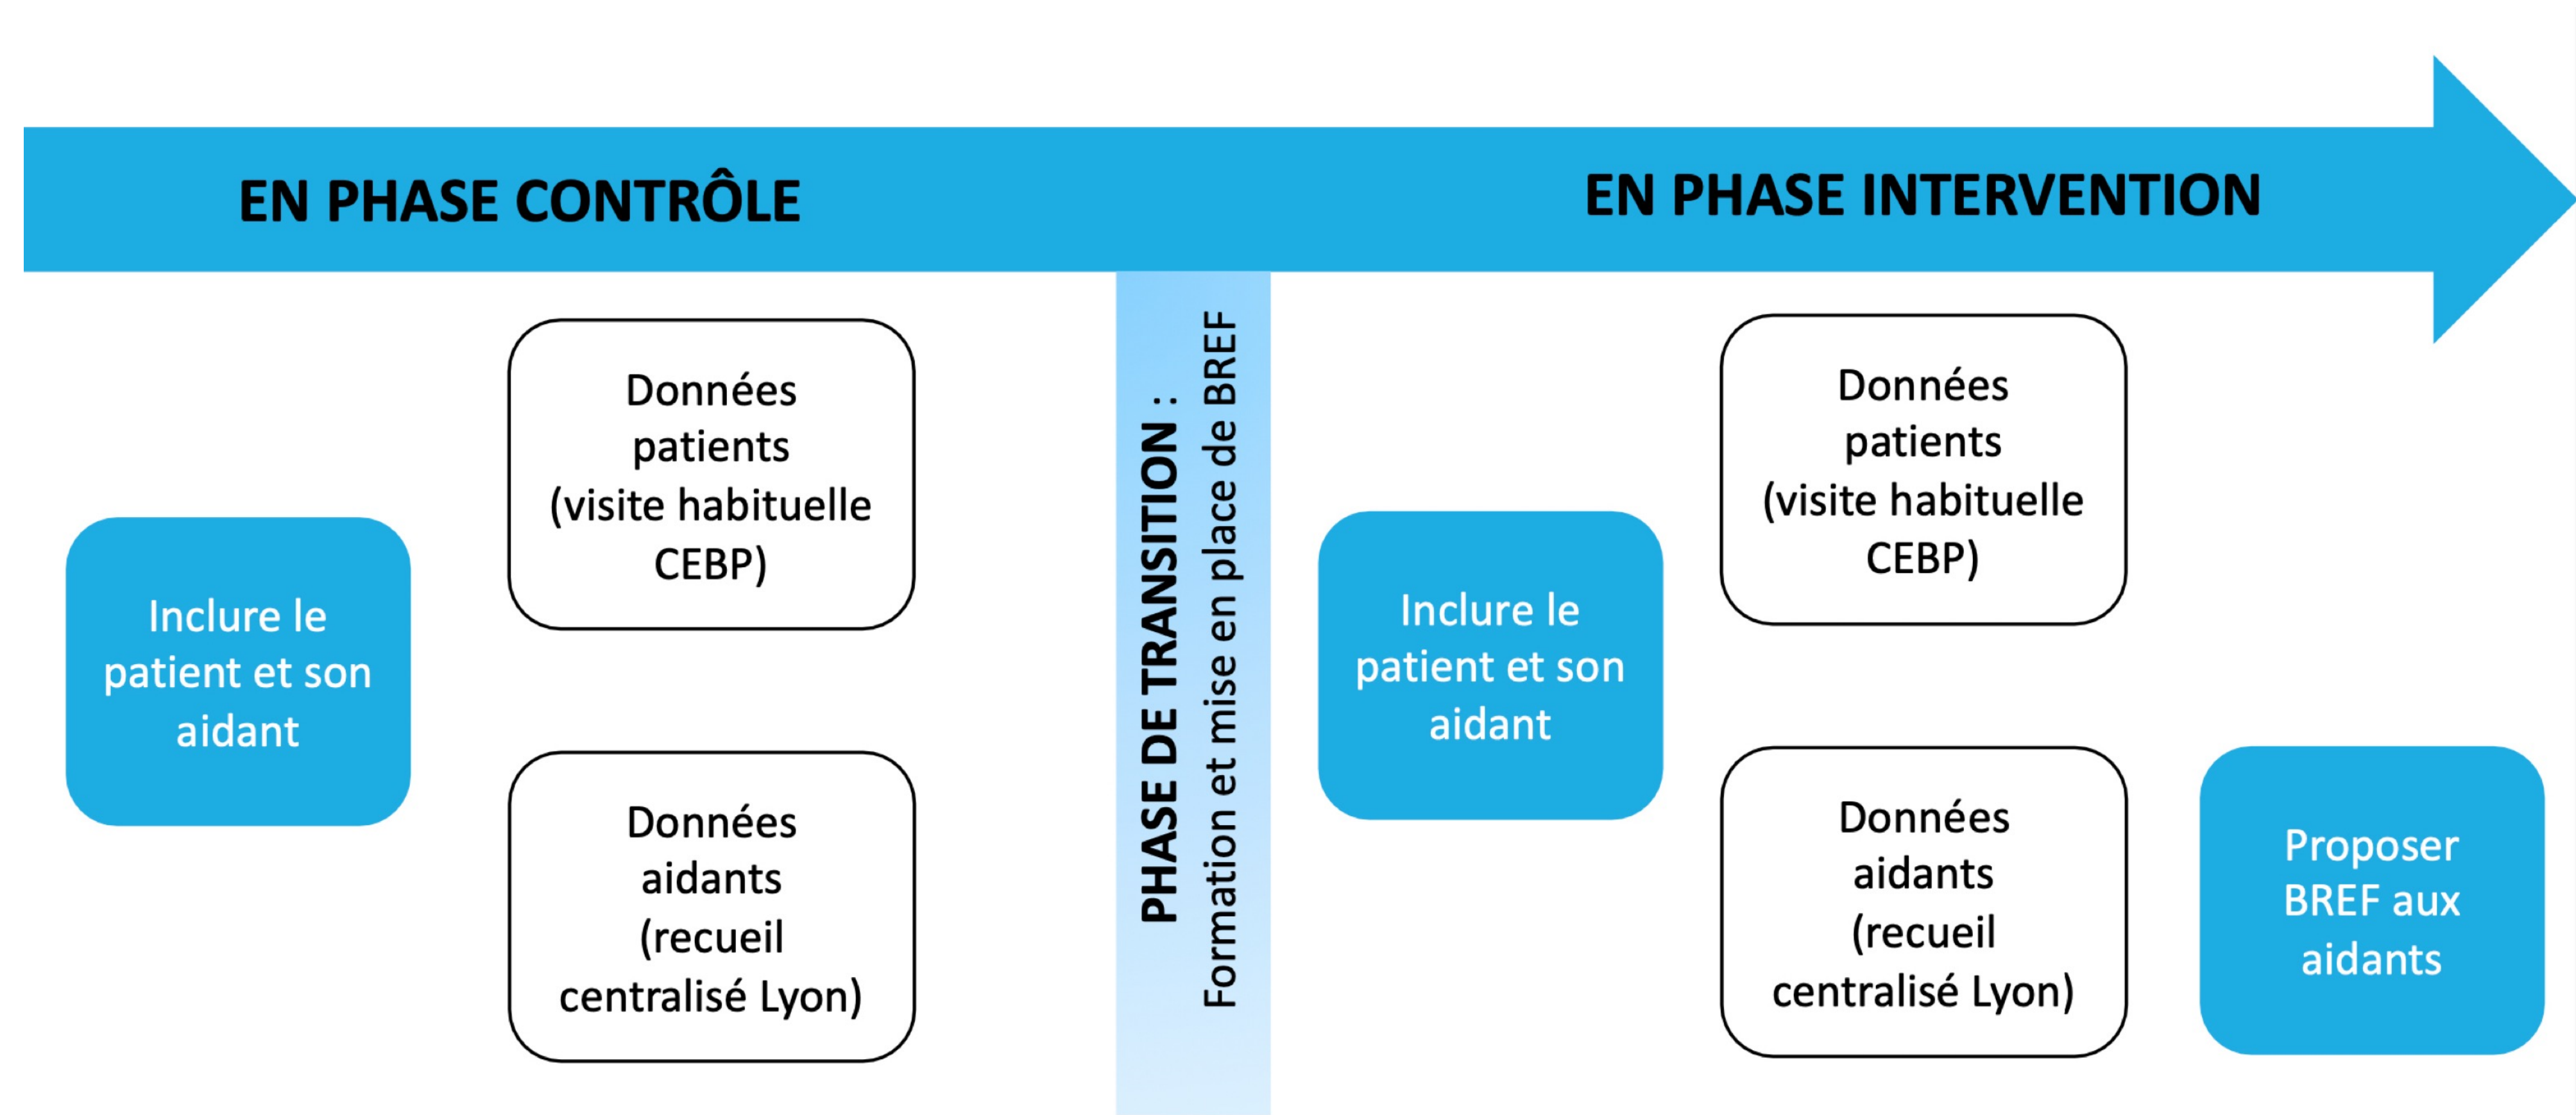 EN PHASE CONTRÔLE
EN PHASE INTERVENTION
Inclure le
patient et son
aidant
Données
patients
(visite habituelle
CEBP)
Données
aidants
(recueil
centralisé Lyon)
PHASE DE TRANSITION :
Formation et mise en place de BREF
Inclure le
patient et son
aidant
Données
patients
(visite habituelle
CEBP)
Données
aidants
(recueil
centralisé Lyon)
Proposer
BREF aux
aidants